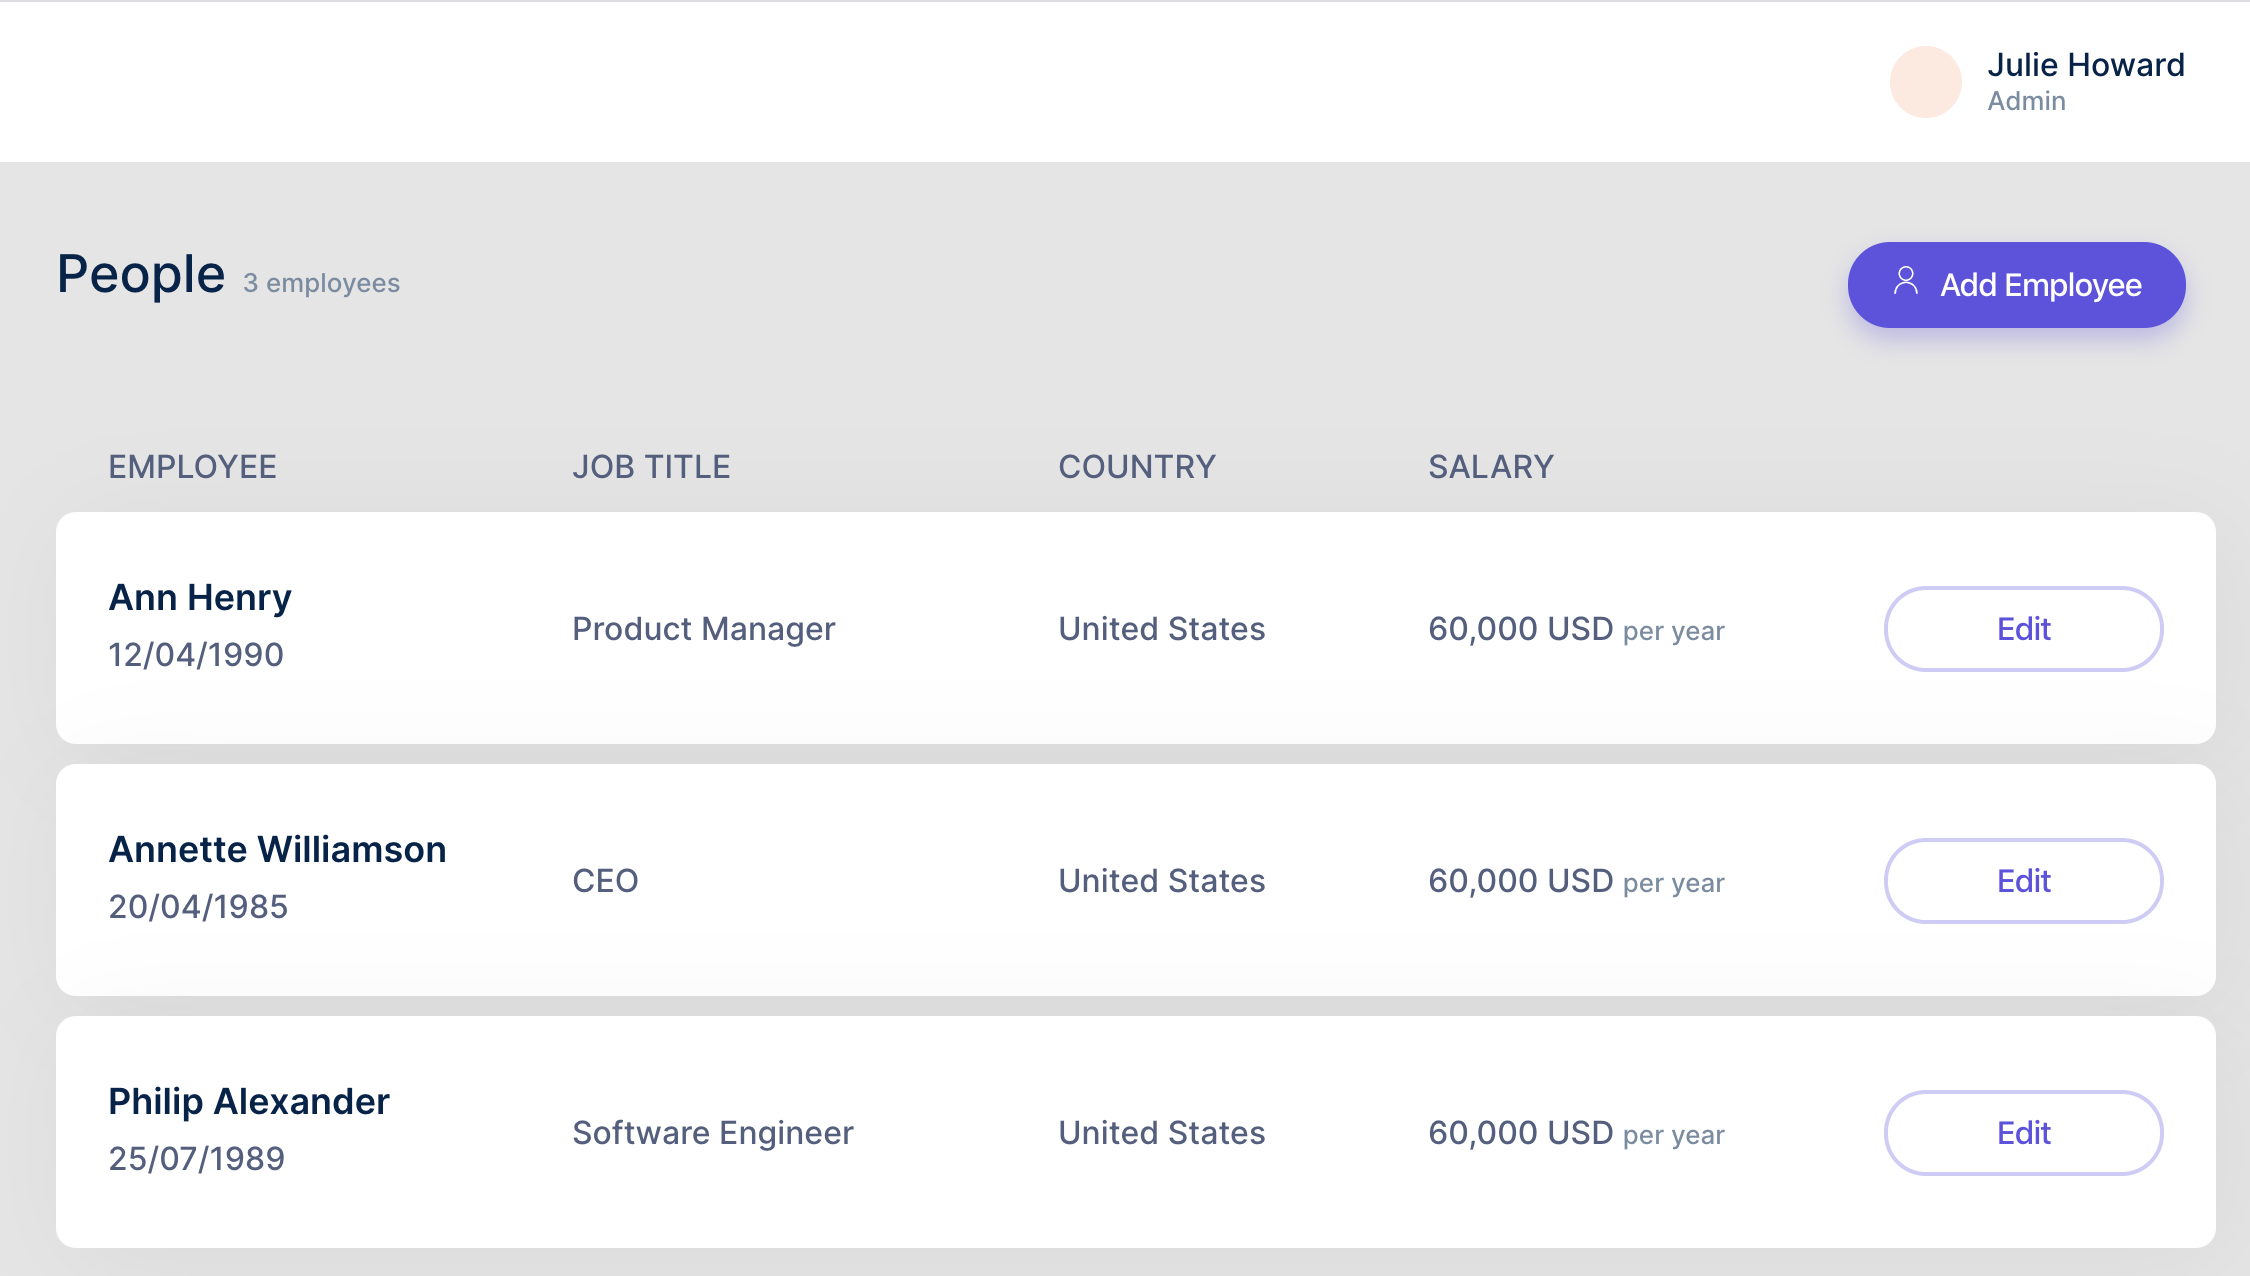 Julie Howard
Admin
People 3 employees
Add Employee
EMPLOYEE JOB TITLE COUNTRY SALARY
Ann Henry
12/04/1990
Product Manager United States 60,000 USD per year Edit
Annette Williamson
20/04/1985
CEO United States 60,000 USD per year Edit
Philip Alexander
25/07/1989
Software Engineer United States 60,000 USD per year Edit